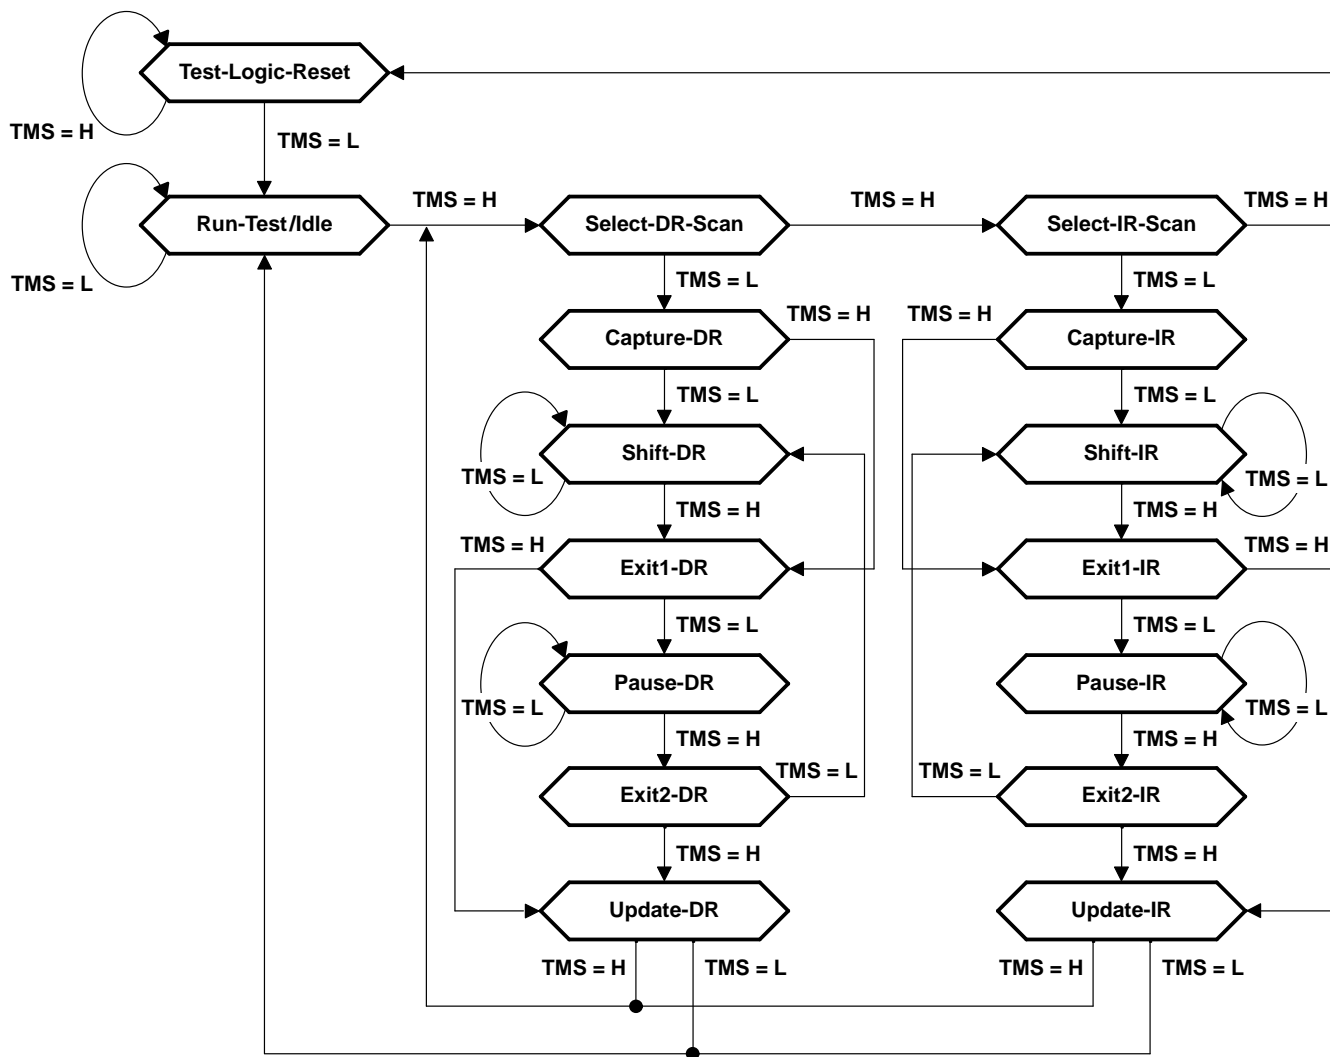 Test-Logic-Reset
TMS = H
TMS = L
TMS = H
TMS = H
TMS = H
Run-Test/Idle
Select-DR-Scan
Select-IR-Scan
TMS = L
TMS = L
TMS = L
TMS = H
TMS = H
Capture-DR
Capture-IR
TMS = L
TMS = L
Shift-DR
Shift-IR
TMS = L
TMS = L
TMS = H
TMS = H
TMS = H
TMS = H
Exit1-DR
Exit1-IR
TMS = L
TMS = L
Pause-DR
Pause-IR
TMS = L
TMS = L
TMS = H
TMS = H
TMS = L
TMS = L
Exit2-DR
Exit2-IR
TMS = H
TMS = H
Update-DR
Update-IR
TMS = H
TMS = L
TMS = H
TMS = L